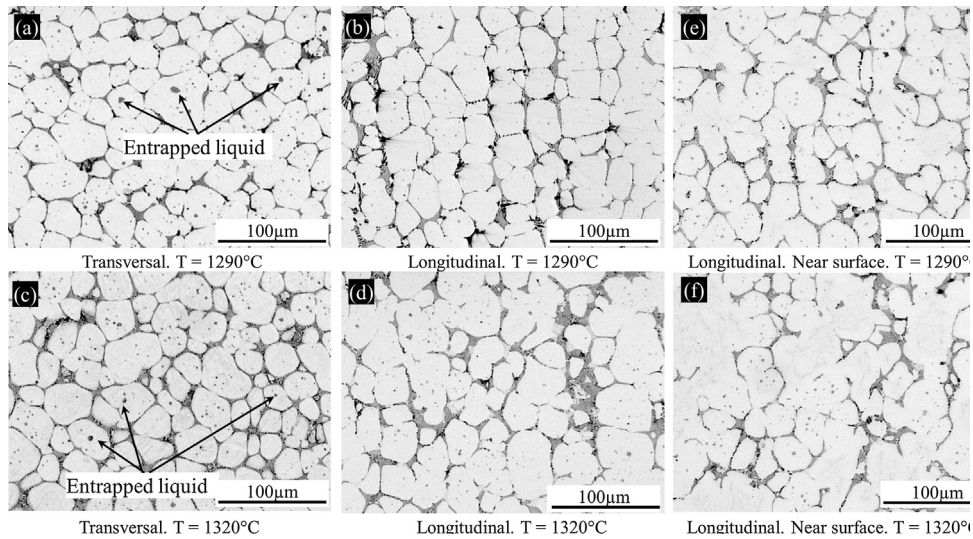 (a)
Entrapped liquid
100µm
Transversal. T = 1290°C
(b)
100µm
Longitudinal. T = 1290°C
(e)
100µm
Longitudinal. Near surface. T = 1290°C
(c)
Entrapped liquid
100µm
Transversal. T = 1320°C
(d)
100µm
Longitudinal. T = 1320°C
(f)
100µm
Longitudinal. Near surface. T = 1320°C